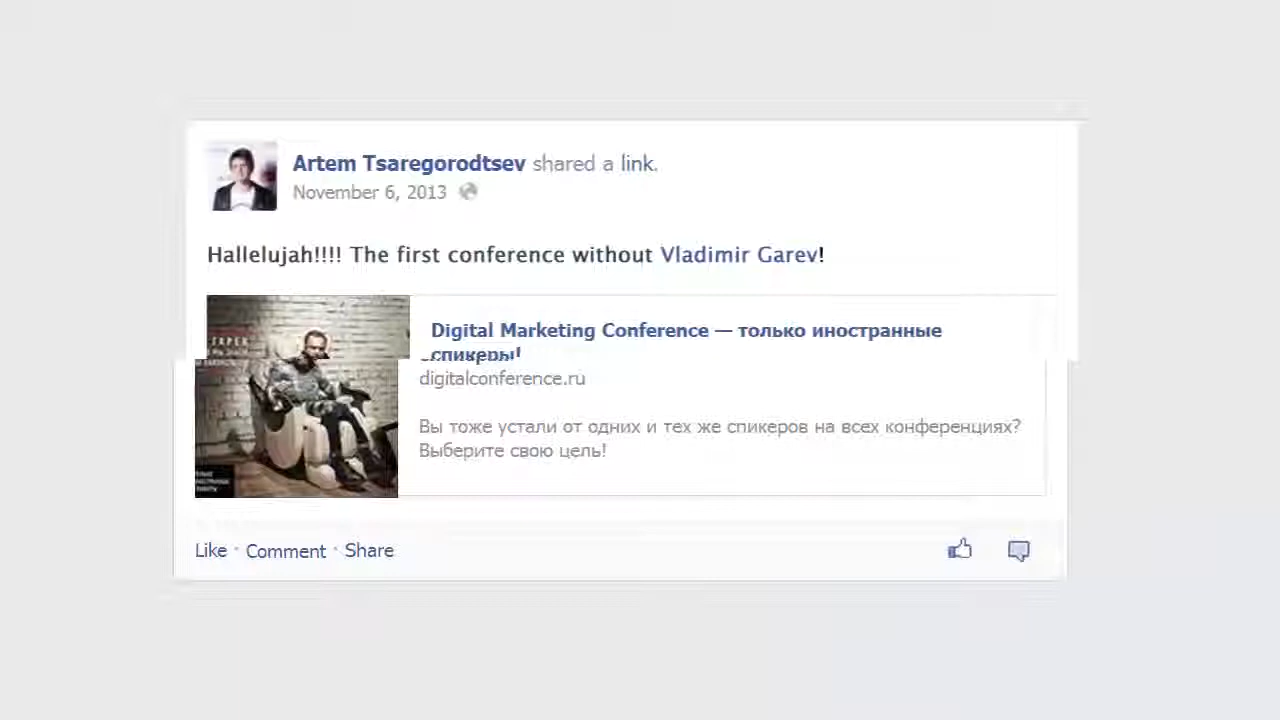 Artem Tsaregorodtsev shared a link.
November 6, 2013
Hallelujah!!!! The first conference without Vladimir Garev!
Digital Marketing Conference — только иностранные
спикеры!
digitalconference.ru
Вы тоже устали от одних и тех же спикеров на всех конференциях?
Выберите свою цель!
Like · Comment · Share